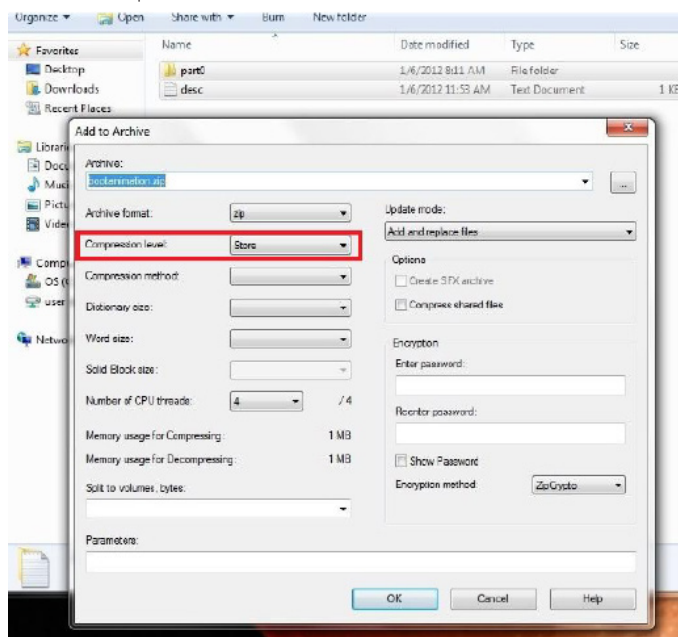 Organize Open Share with Burn New folder
Name Date modified Type Size
Favorites
Desktop part0 1/6/2012 8:11 AM File folder
Downloads desc 1/6/2012 11:53 AM Text Document 1 KB
Recent Places
Add to Archive
Archive:
bootanimation.zip
...
Archive format: zip Update mode:
Add and replace files
Compression level: Store
Options
Compression method: Create SFX archive
Dictionary size: Compress shared files
Word size: Encryption
Solid Block size: Enter password:
Number of CPU threads: 4 / 4
Reenter password:
Memory usage for Compressing: 1 MB
Memory usage for Decompressing: 1 MB Show Password
Split to volumes, bytes: Encryption method: ZipCrypto
Parameters:
OK Cancel Help